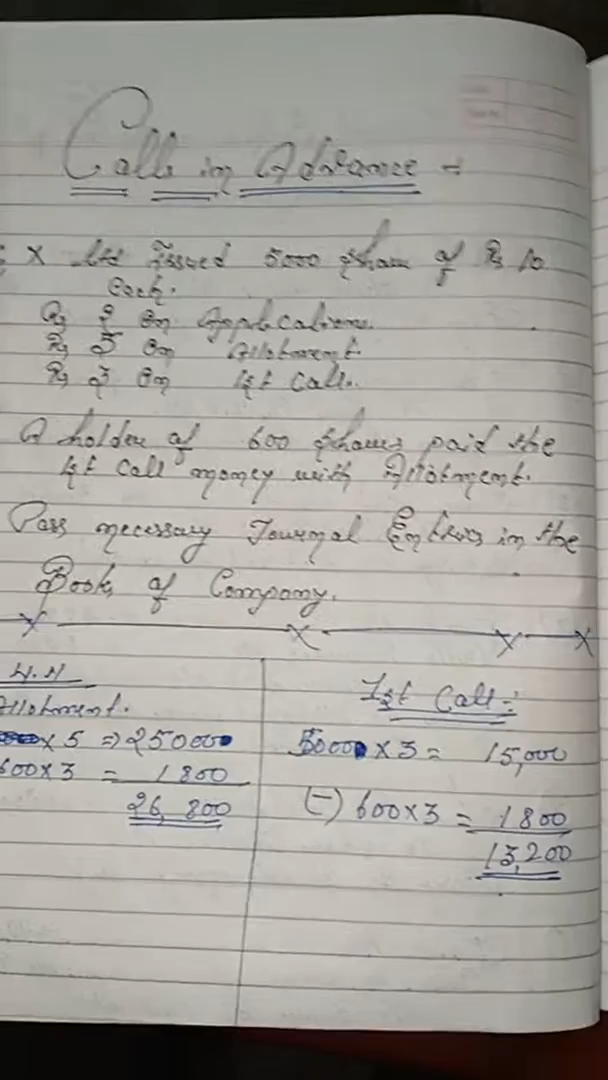 Calls in Advance :-
X Ltd Issued 5000 Share of Rs 10
Each.
Rs 2 on Application.
Rs 5 on Allotment.
Rs 3 on 1st Call.
A holder of 600 Shares paid the
1st Call money with Allotment.
Pass necessary Journal Entries in the
Books of Company.
W.N
Allotment.
× 5 => 25000
600 × 3 = 1800
26,800
1st Call :-
5000 × 3 = 15,000
(-) 600 × 3 = 1800
13,200